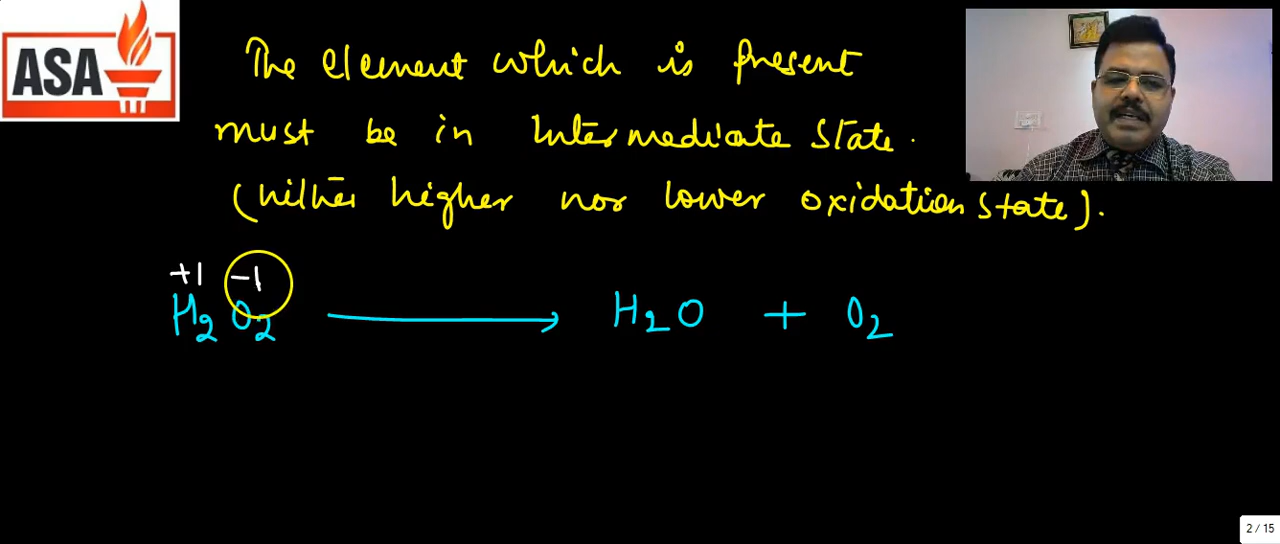 ASA
The element which is present
must be in Intermediate state.
(nither higher nor lower oxidation state).
+1 -1
H2O2 → H2O + O2
2 / 15